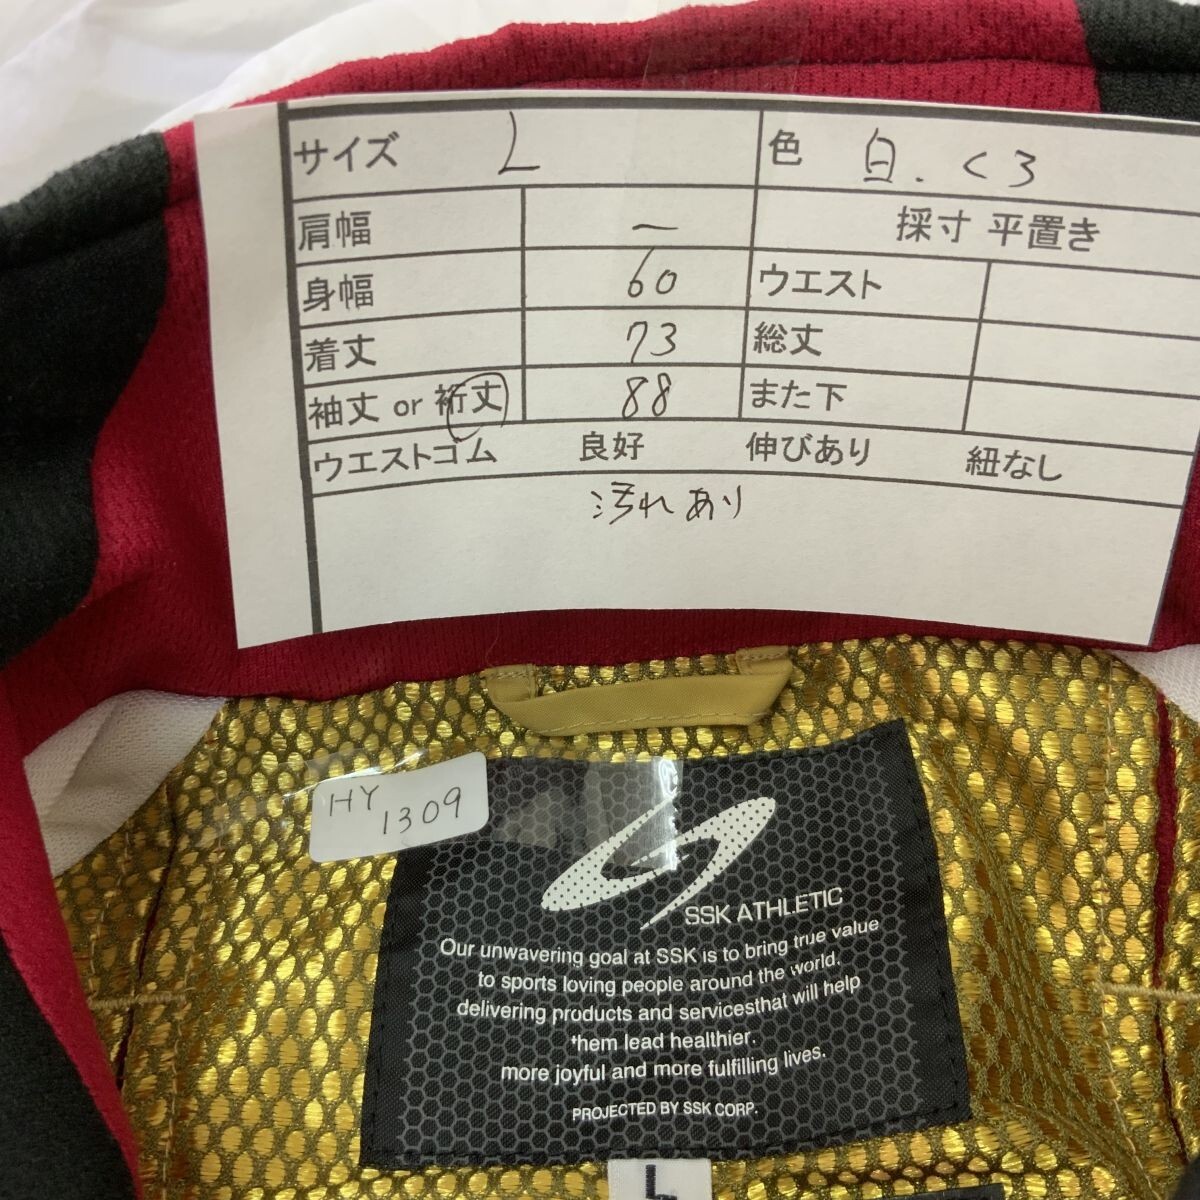 サイズ L 色 白.くろ
肩幅 ー 採寸 平置き
身幅 60 ウエスト
着丈 73 総丈
袖丈 or 裄丈 88 また下
ウエストゴム 良好 伸びあり 紐なし
汚れあり
HY
1309
SSK ATHLETIC
Our unwavering goal at SSK is to bring true value
to sports loving people around the world.
delivering products and servicesthat will help
them lead healthier.
more joyful and more fulfilling lives.
PROJECTED BY SSK CORP.
L